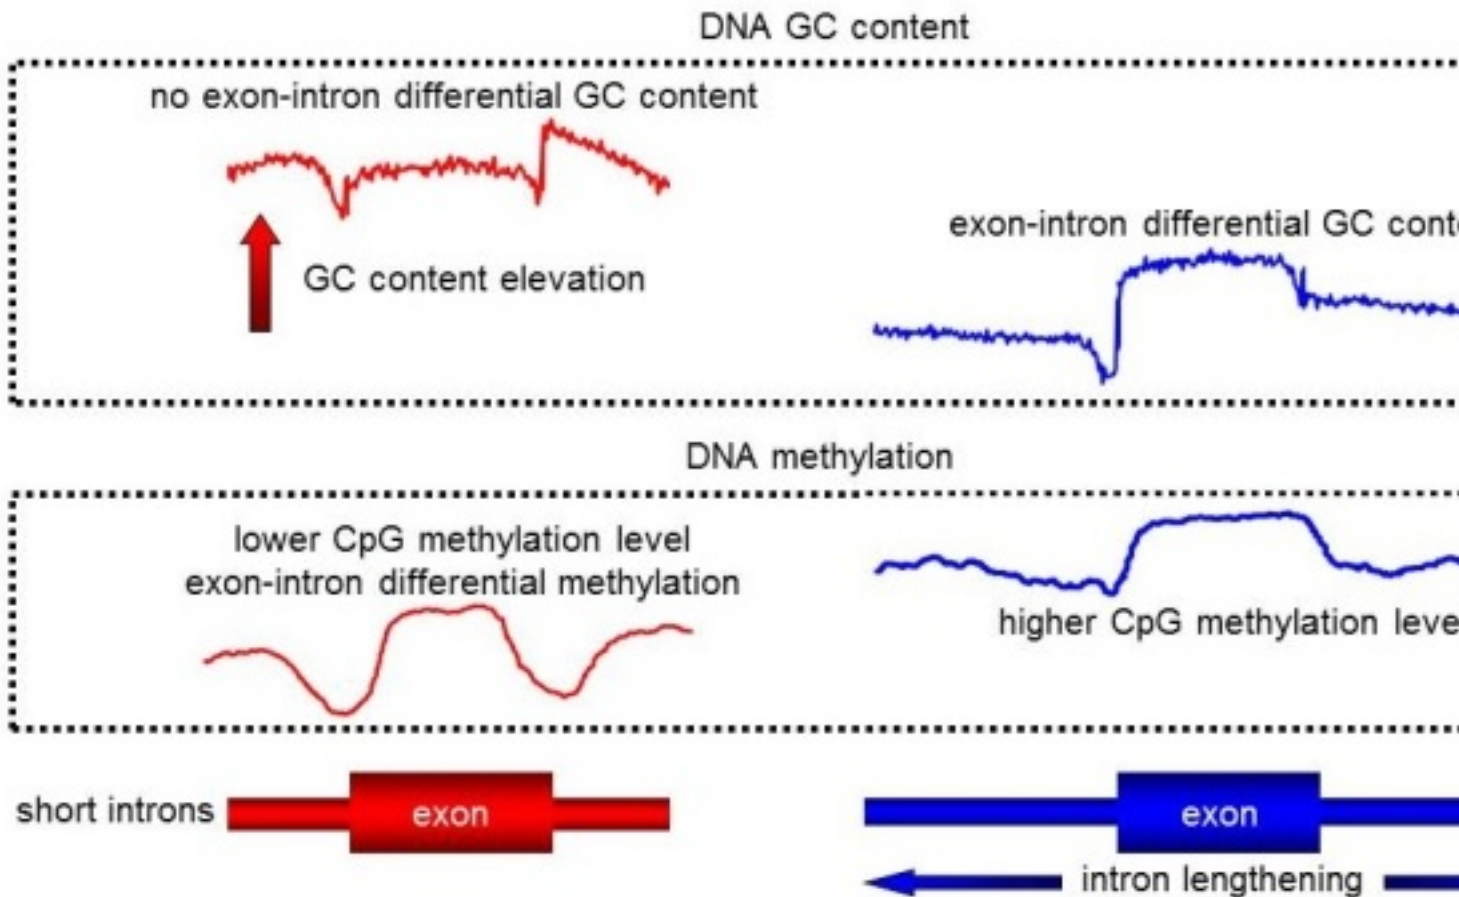 DNA GC content
no exon-intron differential GC content
exon-intron differential GC
GC content elevation
DNA methylation
lower CpG methylation level
exon-intron differential methylation
higher CpG methylation
short introns
exon
exon
intron lengthening